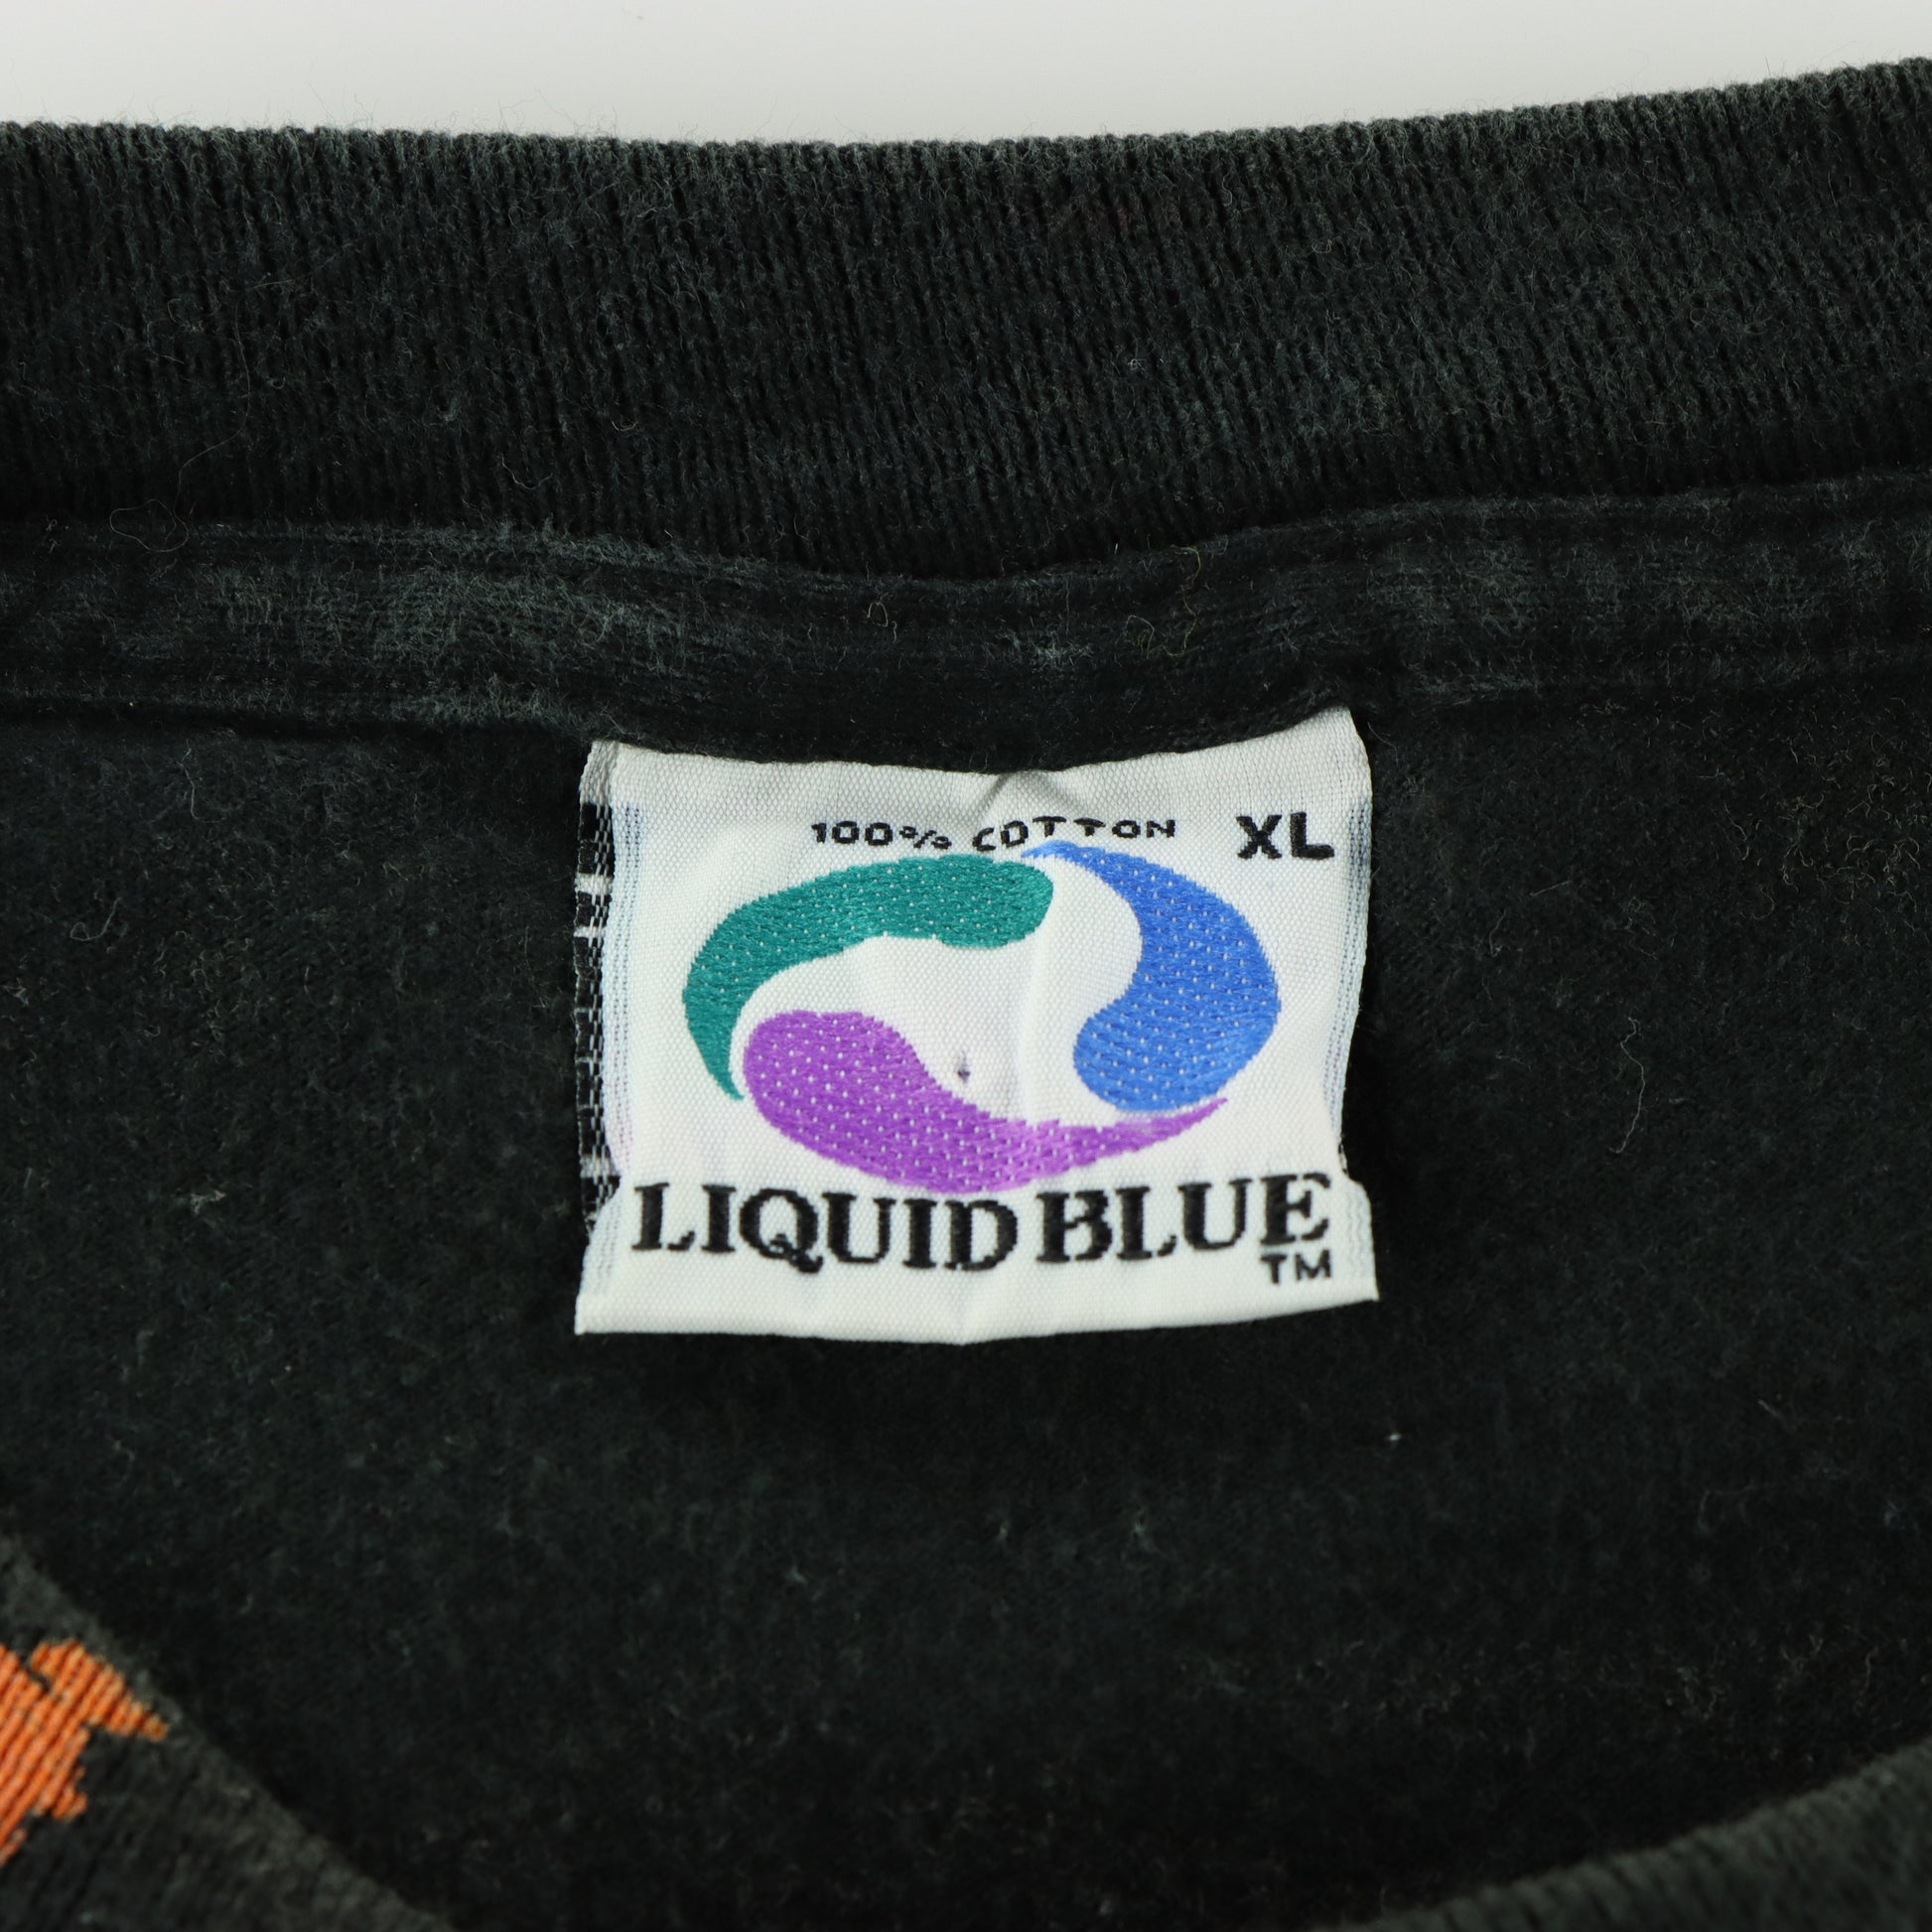 100% COTTON XL
LIQUID BLUE
TM